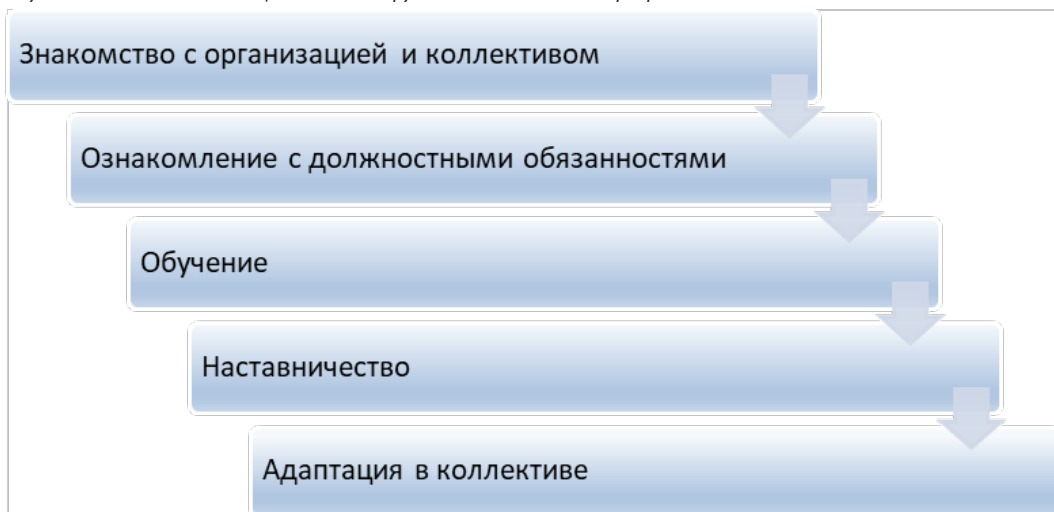 Знакомство с организацией и коллективом
Ознакомление с должностными обязанностями
Обучение
Наставничество
Адаптация в коллективе